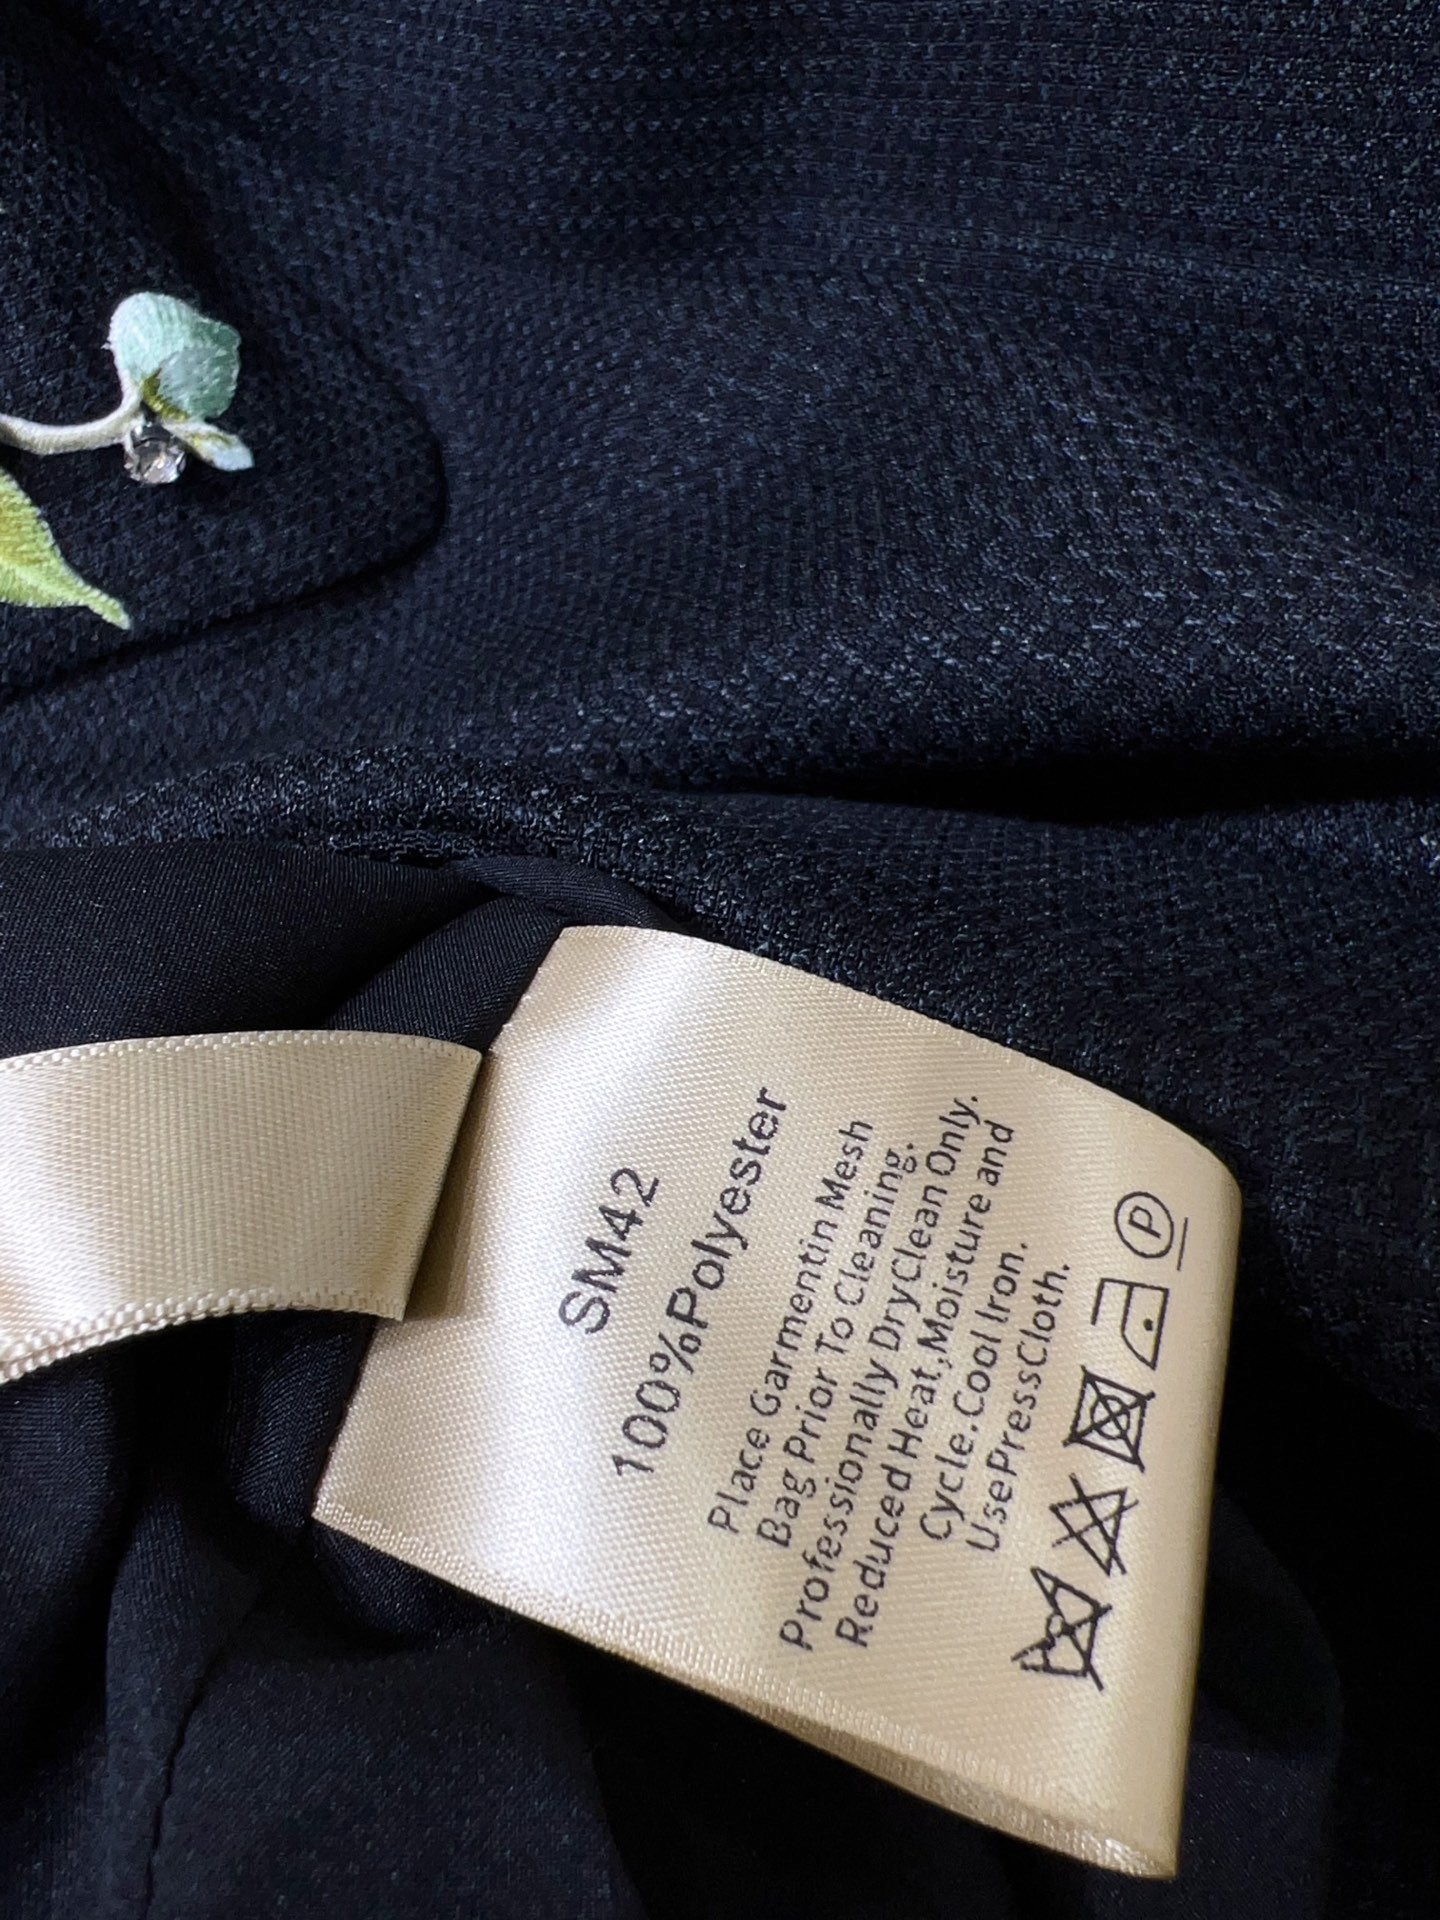 SM42
100%Polyester
Place Garmentin Mesh
Bag Prior To Cleaning.
Professionally DryClean Only.
Reduced Heat,Moisture and
Cycle.Cool Iron.
UsePressCloth.
P